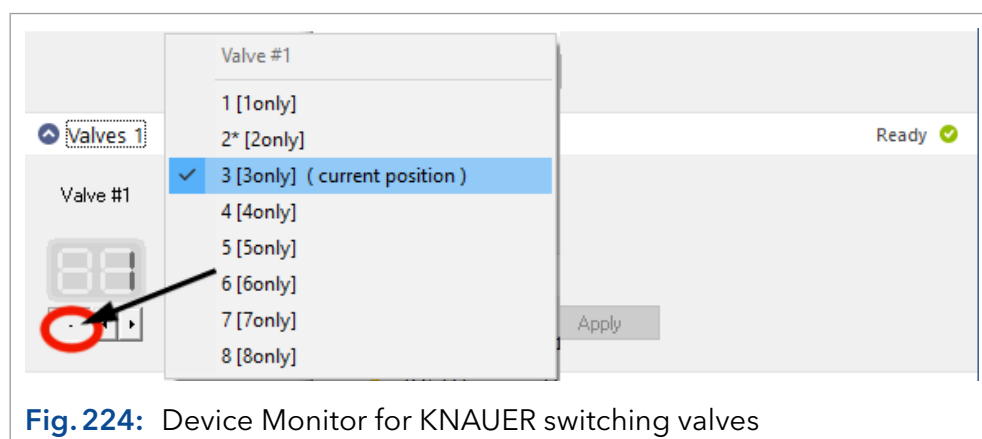 Valve #1
1 [1only]
Valves 1
2* [2only]
Ready
3 [3only] ( current position )
Valve #1
4 [4only]
5 [5only]
1
6 [6only]
7 [7only]
Apply
8 [8only]
Fig. 224: Device Monitor for KNAUER switching valves